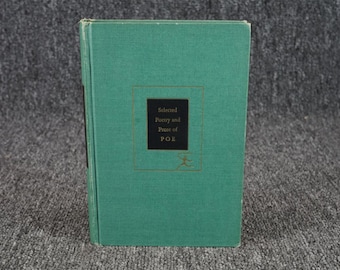 Selected
Poetry and
Prose of
POE